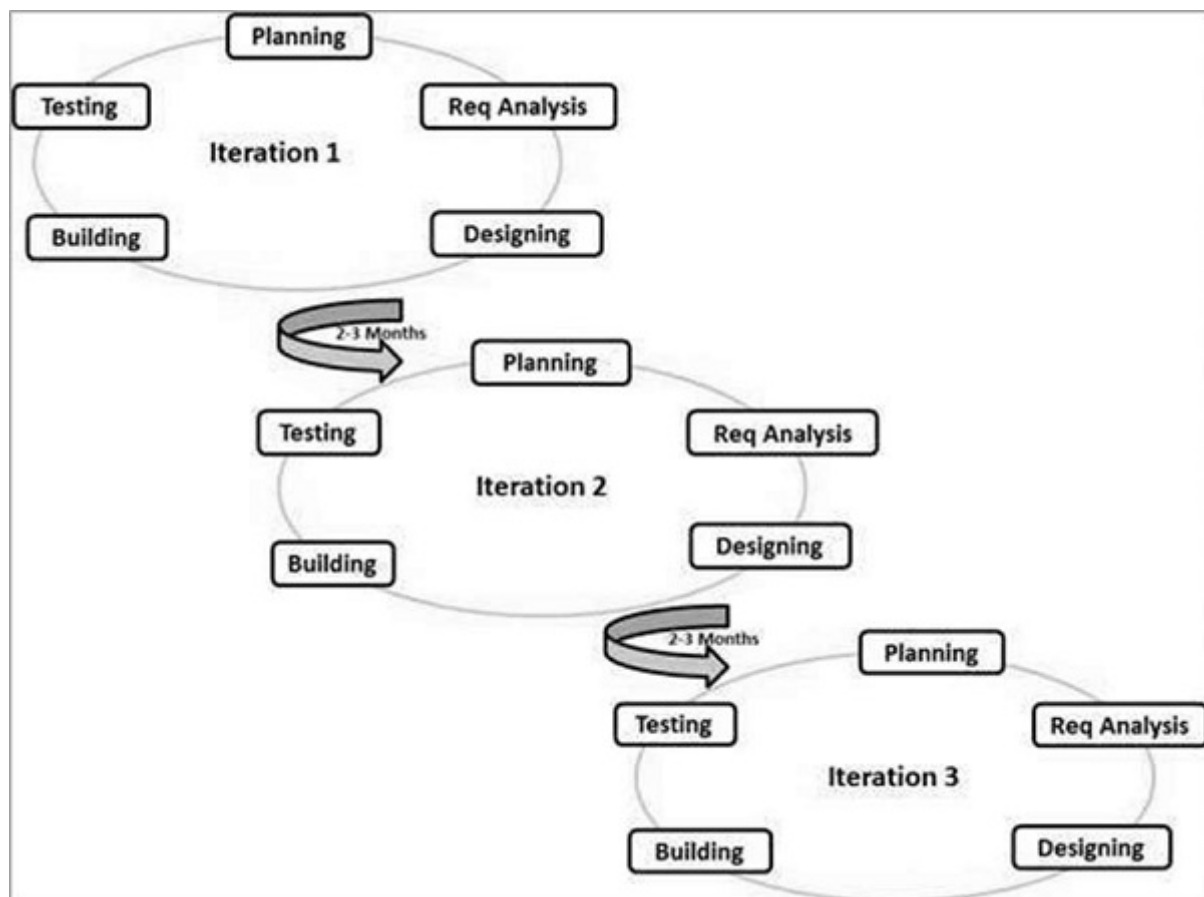 Planning
Testing
Req Analysis
Iteration 1
Building
Designing
2-3 Months
Planning
Testing
Req Analysis
Iteration 2
Building
Designing
2-3 Months
Planning
Testing
Req Analysis
Iteration 3
Building
Designing